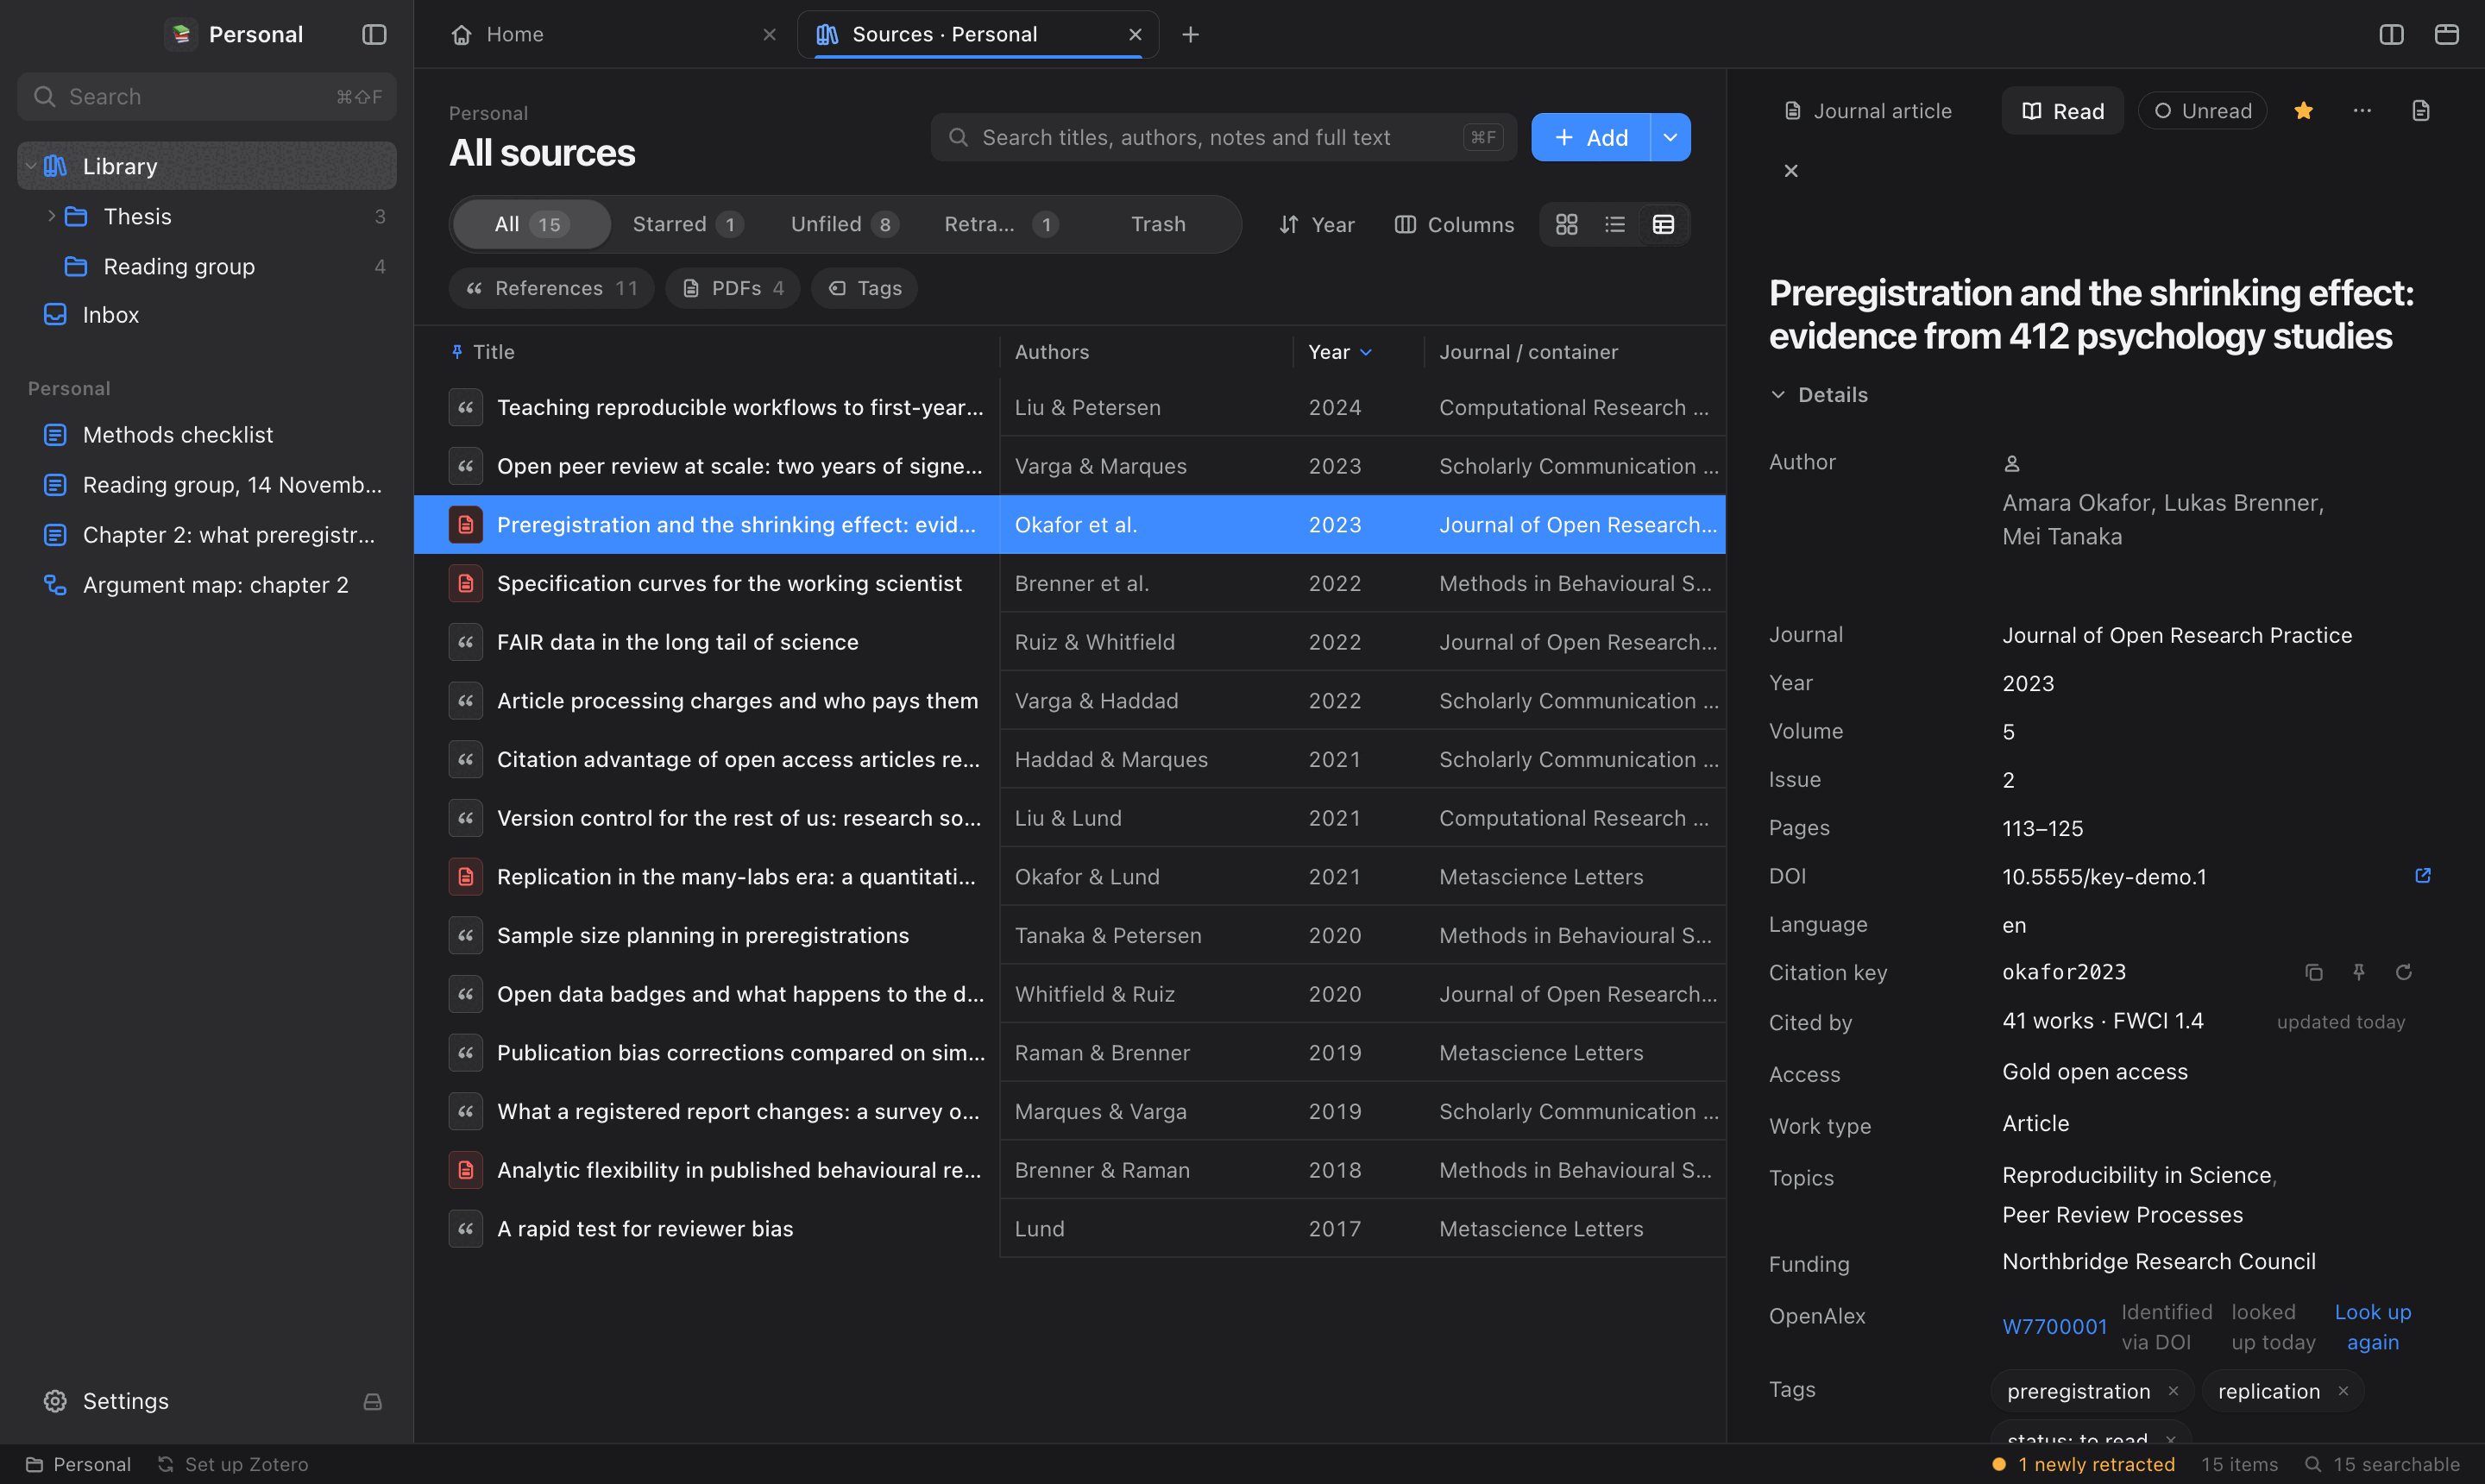 Personal
Search ⌘⇧F
Library
Thesis 3
Reading group 4
Inbox
Personal
Methods checklist
Reading group, 14 Novemb...
Chapter 2: what preregistr...
Argument map: chapter 2
Settings
Home
Sources · Personal
Personal
All sources
Search titles, authors, notes and full text ⌘F
Add
All 15 Starred 1 Unfiled 8 Retra... 1 Trash
Year Columns
References 11 PDFs 4 Tags
Title Authors Year Journal / container
Teaching reproducible workflows to first-year... Liu & Petersen 2024 Computational Research ...
Open peer review at scale: two years of signe... Varga & Marques 2023 Scholarly Communication ...
Preregistration and the shrinking effect: evid... Okafor et al. 2023 Journal of Open Research...
Specification curves for the working scientist Brenner et al. 2022 Methods in Behavioural S...
FAIR data in the long tail of science Ruiz & Whitfield 2022 Journal of Open Research...
Article processing charges and who pays them Varga & Haddad 2022 Scholarly Communication ...
Citation advantage of open access articles re... Haddad & Marques 2021 Scholarly Communication ...
Version control for the rest of us: research so... Liu & Lund 2021 Computational Research ...
Replication in the many-labs era: a quantitati... Okafor & Lund 2021 Metascience Letters
Sample size planning in preregistrations Tanaka & Petersen 2020 Methods in Behavioural S...
Open data badges and what happens to the d... Whitfield & Ruiz 2020 Journal of Open Research...
Publication bias corrections compared on sim... Raman & Brenner 2019 Metascience Letters
What a registered report changes: a survey o... Marques & Varga 2019 Scholarly Communication ...
Analytic flexibility in published behavioural re... Brenner & Raman 2018 Methods in Behavioural S...
A rapid test for reviewer bias Lund 2017 Metascience Letters
Journal article Read Unread
Preregistration and the shrinking effect:
evidence from 412 psychology studies
Details
Author
Amara Okafor, Lukas Brenner,
Mei Tanaka
Journal Journal of Open Research Practice
Year 2023
Volume 5
Issue 2
Pages 113–125
DOI 10.5555/key-demo.1
Language en
Citation key okafor2023
Cited by 41 works · FWCI 1.4 updated today
Access Gold open access
Work type Article
Topics Reproducibility in Science,
Peer Review Processes
Funding Northbridge Research Council
OpenAlex W7700001 Identified via DOI looked up today Look up again
Tags preregistration replication
status: to read
Personal Set up Zotero
1 newly retracted 15 items 15 searchable